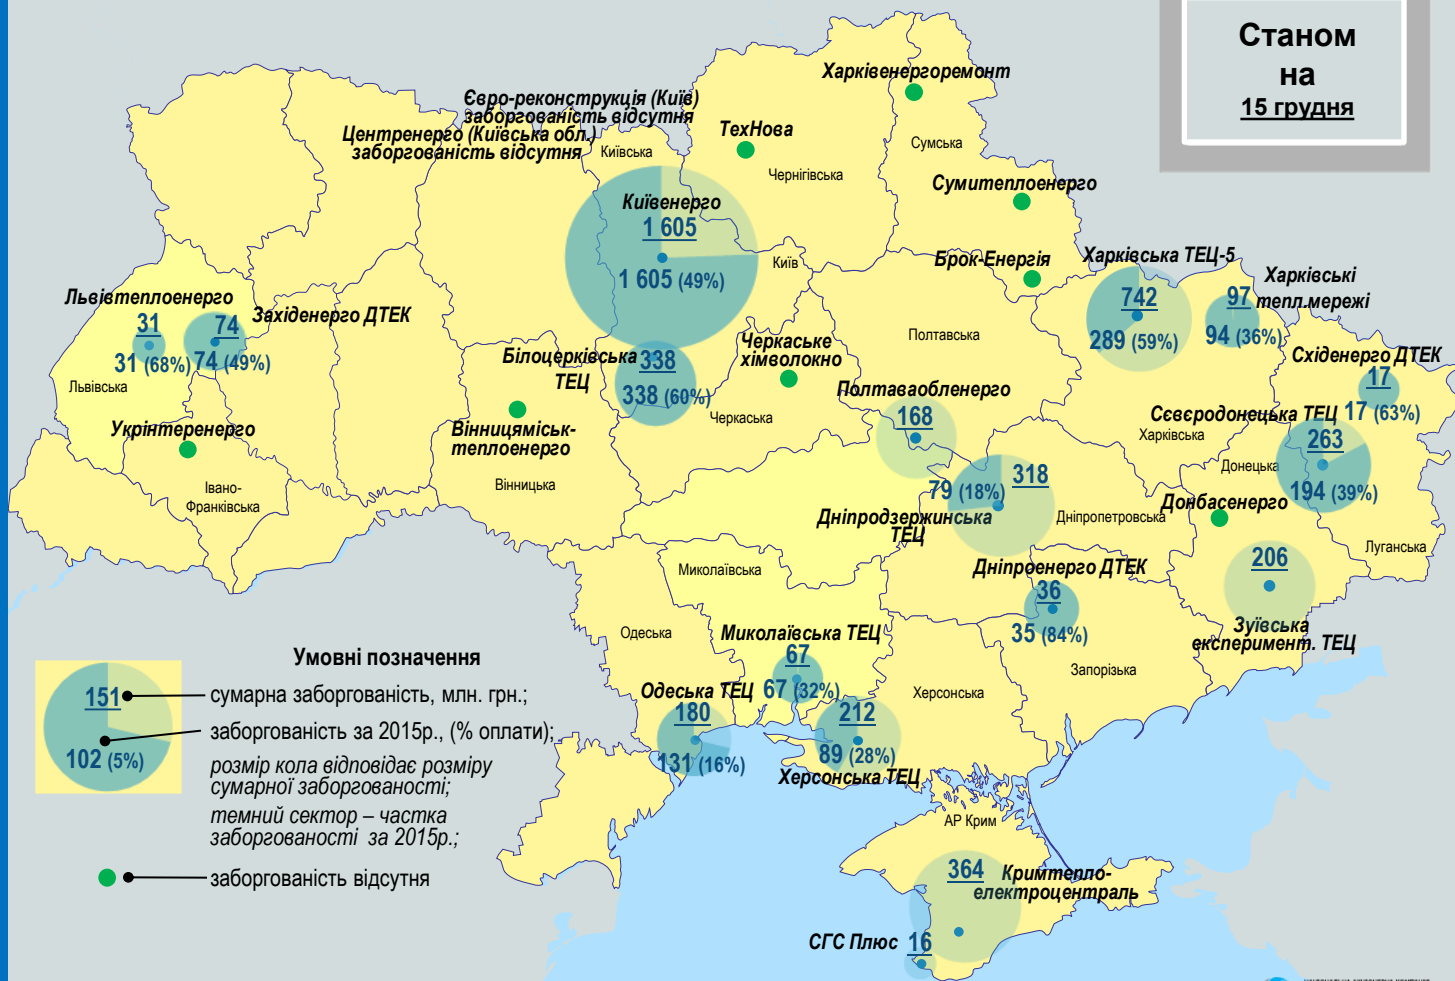 Станом
на
15 грудня
Харківенергоремонт
Євро-реконструкція (Київ)
заборгованість відсутня
Центренерго (Київська обл.)
заборгованість відсутня
ТехНова
Київська
Сумська
Чернігівська
Сумитеплоенерго
Київенерго
1 605
1 605 (49%)
Київ
Брок-Енергія
Харківська ТЕЦ-5
742
289 (59%)
Харківські
тепл.мережі
97
94 (36%)
Львівтеплоенерго
31
31 (68%)
Західенерго ДТЕК
74
74 (49%)
Львівська
Полтавська
Черкаське
хімволокно
Білоцерківська
ТЕЦ
338
338 (60%)
Східенерго ДТЕК
17
17 (63%)
Полтаваобленерго
168
Черкаська
Укрінтеренерго
Вінницяміськ-
теплоенерго
Вінницька
Івано-
Франківська
Сєвєродонецька ТЕЦ
263
194 (39%)
Харківська
Донецька
Донбасенерго
Луганська
318
79 (18%)
Дніпродзержинська
ТЕЦ
Дніпропетровська
Дніпроенерго ДТЕК
36
35 (84%)
206
Зуївська
експеримент. ТЕЦ
Миколаївська
Одеська
Миколаївська ТЕЦ
67
67 (32%)
Запорізька
Херсонська
Одеська ТЕЦ
180
131 (16%)
212
89 (28%)
Херсонська ТЕЦ
АР Крим
364
Кримтепло-
електроцентраль
СГС Плюс
16
Умовні позначення
151
102 (5%)
сумарна заборгованість, млн. грн.;
заборгованість за 2015р., (% оплати);
розмір кола відповідає розміру
сумарної заборгованості;
темний сектор – частка
заборгованості за 2015р.;
заборгованість відсутня